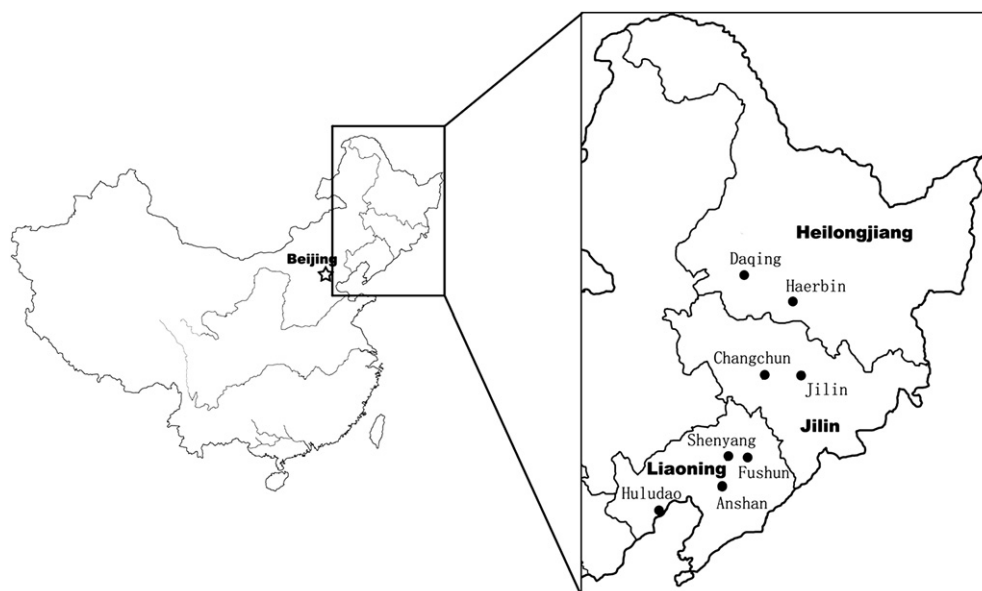 Beijing
Heilongjiang
Daqing
Haerbin
Changchun
Jilin
Jilin
Shenyang
Liaoning
Fushun
Huludao
Anshan